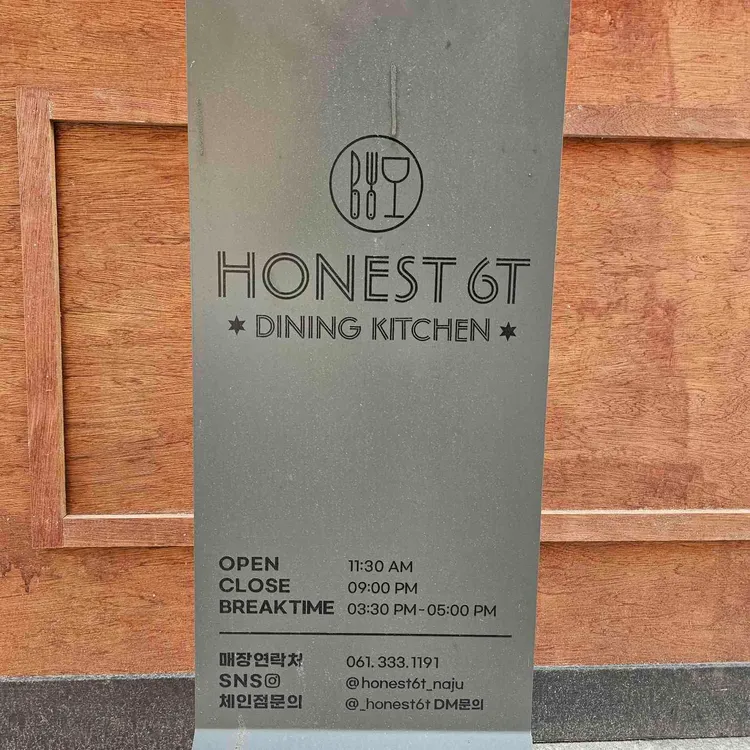 HONEST 6T
DINING KITCHEN
OPEN 11:30 AM
CLOSE 09:00 PM
BREAKTIME 03:30 PM-05:00 PM
매장연락처 061.333.1191
SNS @honest6t_naju
체인점문의 @_honest6t DM문의